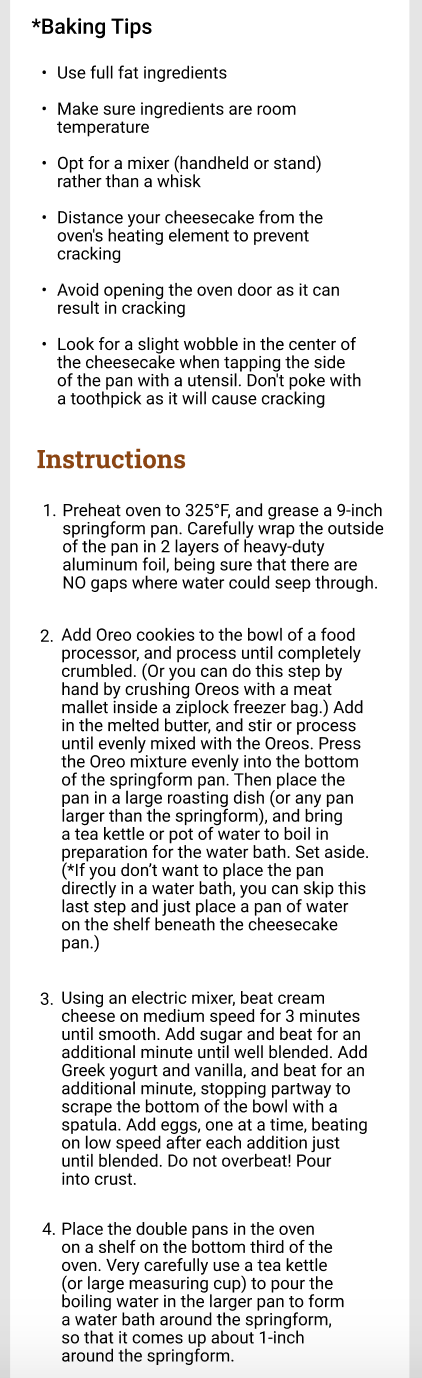 *Baking Tips
• Use full fat ingredients
• Make sure ingredients are room
temperature
• Opt for a mixer (handheld or stand)
rather than a whisk
• Distance your cheesecake from the
oven's heating element to prevent
cracking
• Avoid opening the oven door as it can
result in cracking
• Look for a slight wobble in the center of
the cheesecake when tapping the side
of the pan with a utensil. Don't poke with
a toothpick as it will cause cracking
Instructions
1. Preheat oven to 325°F, and grease a 9-inch
springform pan. Carefully wrap the outside
of the pan in 2 layers of heavy-duty
aluminum foil, being sure that there are
NO gaps where water could seep through.
2. Add Oreo cookies to the bowl of a food
processor, and process until completely
crumbled. (Or you can do this step by
hand by crushing Oreos with a meat
mallet inside a ziplock freezer bag.) Add
in the melted butter, and stir or process
until evenly mixed with the Oreos. Press
the Oreo mixture evenly into the bottom
of the springform pan. Then place the
pan in a large roasting dish (or any pan
larger than the springform), and bring
a tea kettle or pot of water to boil in
preparation for the water bath. Set aside.
(*If you don’t want to place the pan
directly in a water bath, you can skip this
last step and just place a pan of water
on the shelf beneath the cheesecake
pan.)
3. Using an electric mixer, beat cream
cheese on medium speed for 3 minutes
until smooth. Add sugar and beat for an
additional minute until well blended. Add
Greek yogurt and vanilla, and beat for an
additional minute, stopping partway to
scrape the bottom of the bowl with a
spatula. Add eggs, one at a time, beating
on low speed after each addition just
until blended. Do not overbeat! Pour
into crust.
4. Place the double pans in the oven
on a shelf on the bottom third of the
oven. Very carefully use a tea kettle
(or large measuring cup) to pour the
boiling water in the larger pan to form
a water bath around the springform,
so that it comes up about 1-inch
around the springform.